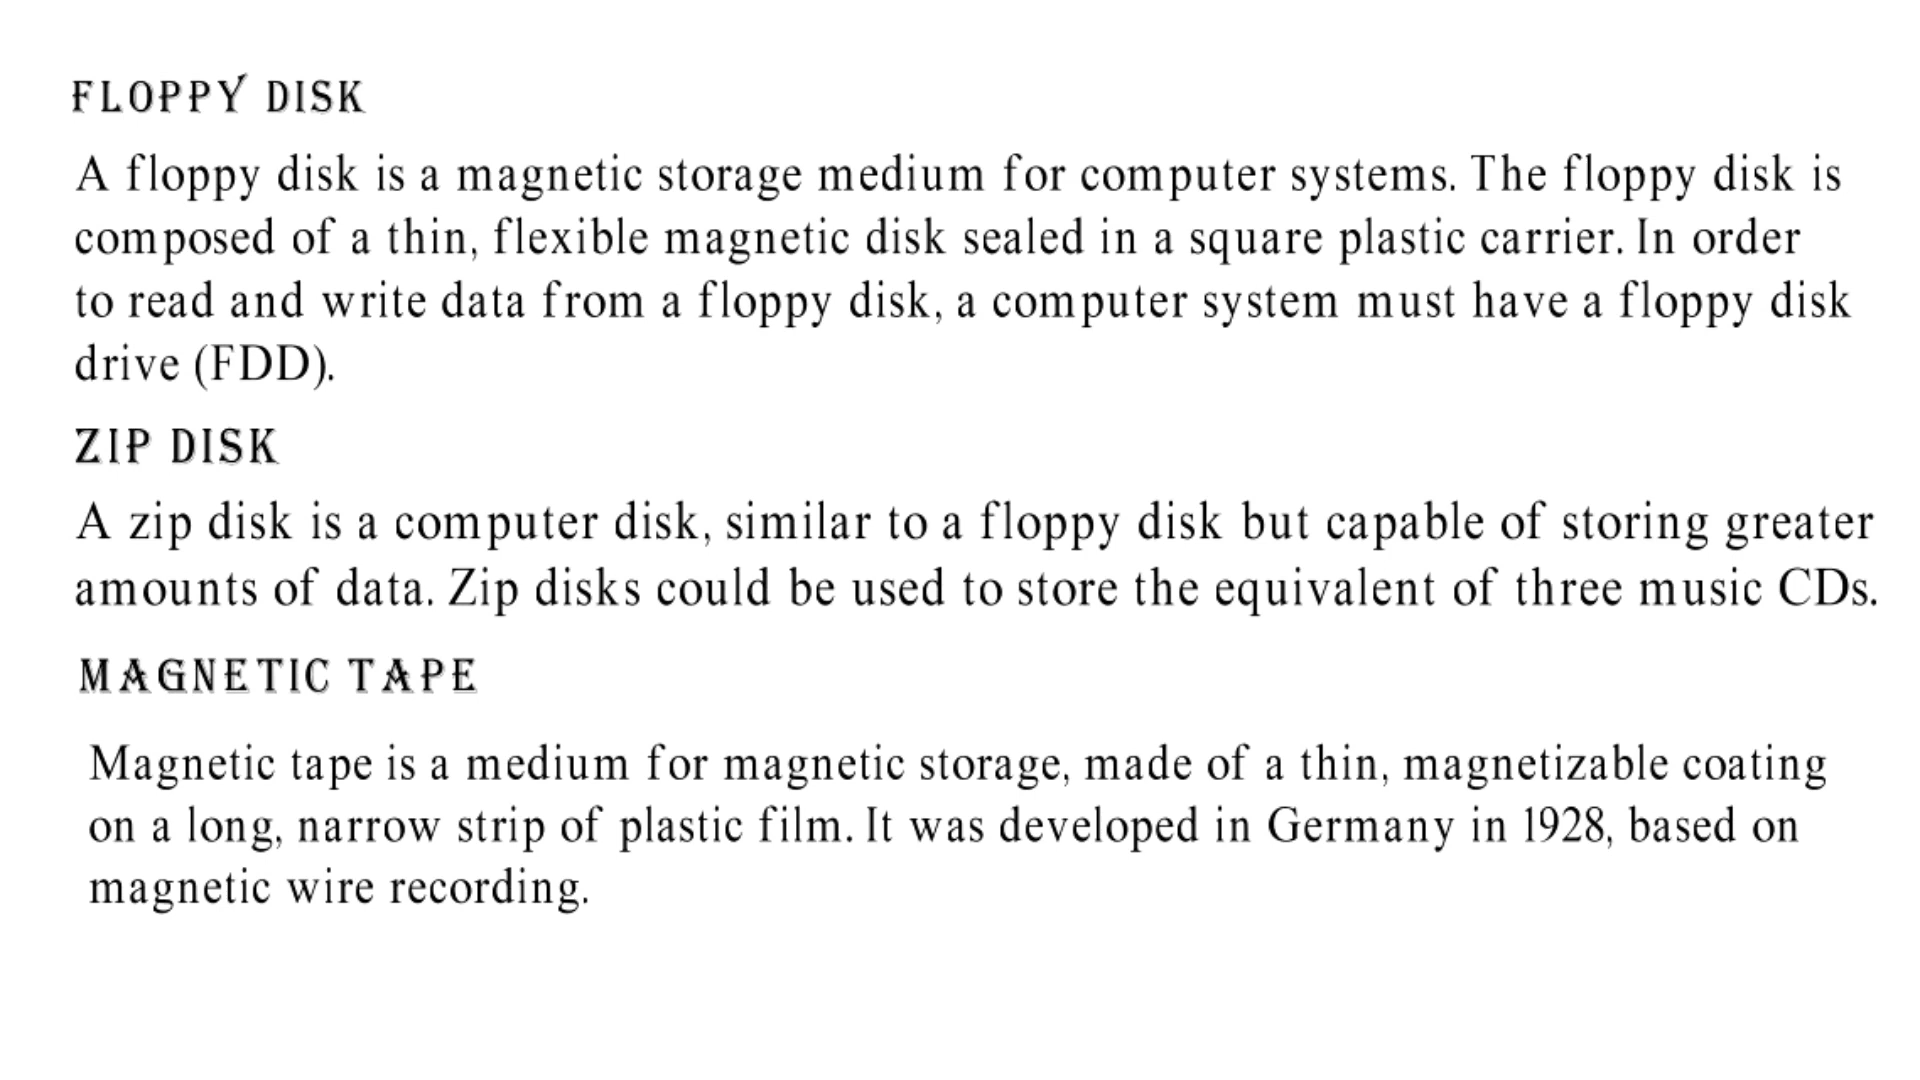 FLOPPY DISK
A floppy disk is a magnetic storage medium for computer systems. The floppy disk is
composed of a thin, flexible magnetic disk sealed in a square plastic carrier. In order
to read and write data from a floppy disk, a computer system must have a floppy disk
drive (FDD).
ZIP DISK
A zip disk is a computer disk, similar to a floppy disk but capable of storing greater
amounts of data. Zip disks could be used to store the equivalent of three music CDs.
MAGNETIC TAPE
Magnetic tape is a medium for magnetic storage, made of a thin, magnetizable coating
on a long, narrow strip of plastic film. It was developed in Germany in 1928, based on
magnetic wire recording.